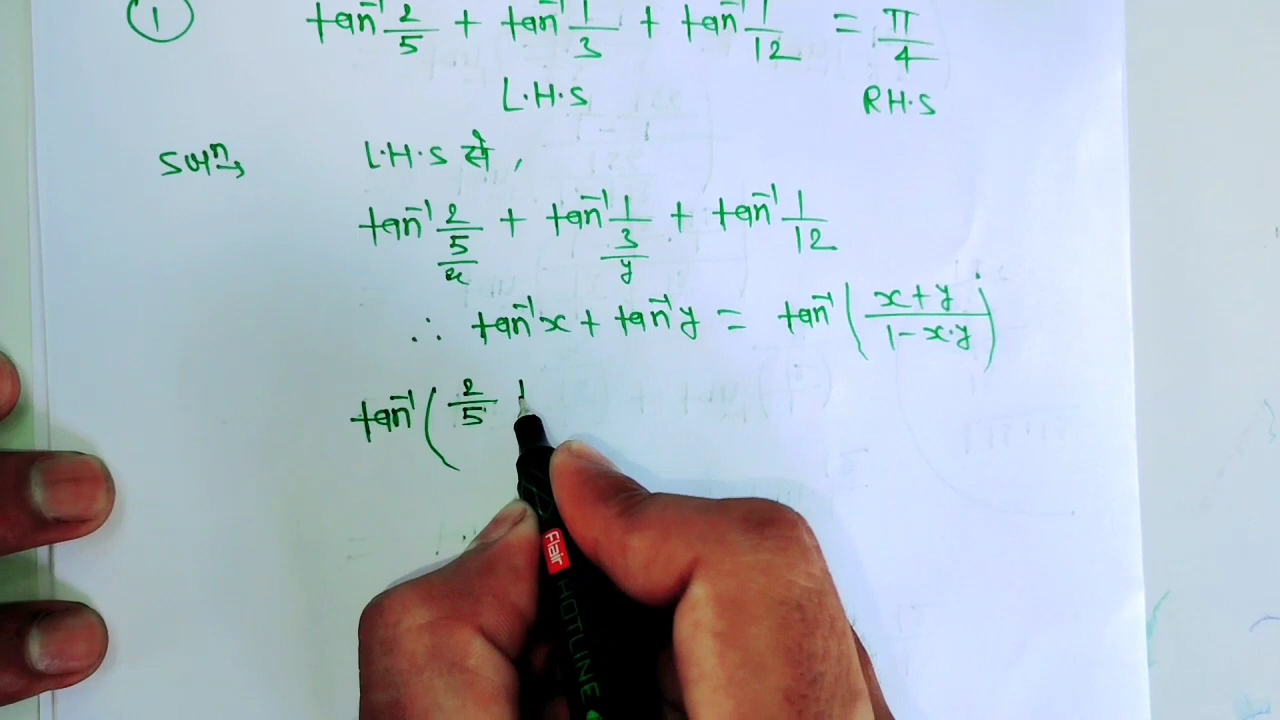 ① tan⁻¹ 2/5 + tan⁻¹ 1/3 + tan⁻¹ 1/12 = π/4
L.H.S R.H.S
Solⁿ→ L.H.S से,
tan⁻¹ 2/5 + tan⁻¹ 1/3 + tan⁻¹ 1/12
x y
∴ tan⁻¹x + tan⁻¹y = tan⁻¹ ( x+y / 1-x·y )
tan⁻¹ ( 2/5
Flair HOTLINE